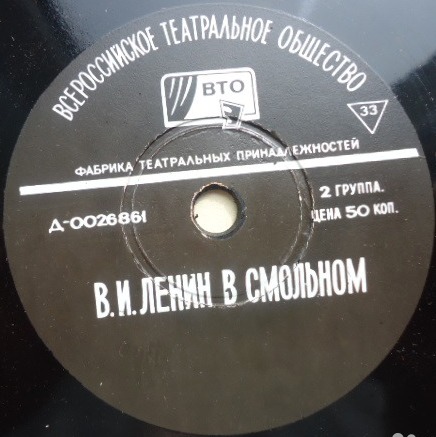 ВСЕРОССИЙСКОЕ ТЕАТРАЛЬНОЕ ОБЩЕСТВО
ВТО
33
ФАБРИКА ТЕАТРАЛЬНЫХ ПРИНАДЛЕЖНОСТЕЙ
Д-0026861
2 ГРУППА.
ЦЕНА 50 КОП.
В.И. ЛЕНИН В СМОЛЬНОМ